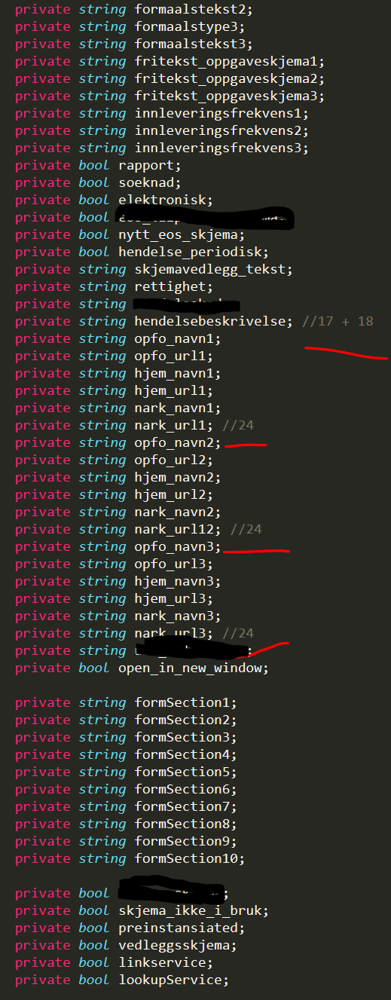 private string formaalstekst2;
private string formaalstype3;
private string formaalstekst3;
private string fritekst_oppgaveskjema1;
private string fritekst_oppgaveskjema2;
private string fritekst_oppgaveskjema3;
private string innleveringsfrekvens1;
private string innleveringsfrekvens2;
private string innleveringsfrekvens3;
private bool rapport;
private bool soeknad;
private bool elektronisk;
private bool
private bool nytt_eos_skjema;
private bool hendelse_periodisk;
private string skjemavedlegg_tekst;
private string rettighet;
private string
private string hendelsebeskrivelse; //17 + 18
private string opfo_navn1;
private string opfo_url1;
private string hjem_navn1;
private string hjem_url1;
private string nark_navn1;
private string nark_url1; //24
private string opfo_navn2;
private string opfo_url2;
private string hjem_navn2;
private string hjem_url2;
private string nark_navn2;
private string nark_url12; //24
private string opfo_navn3;
private string opfo_url3;
private string hjem_navn3;
private string hjem_url3;
private string nark_navn3;
private string nark_url3; //24
private string ;
private bool open_in_new_window;
private string formSection1;
private string formSection2;
private string formSection3;
private string formSection4;
private string formSection5;
private string formSection6;
private string formSection7;
private string formSection8;
private string formSection9;
private string formSection10;
private bool ;
private bool skjema_ikke_i_bruk;
private bool preinstansiated;
private bool vedleggsskjema;
private bool linkservice;
private bool lookupService;